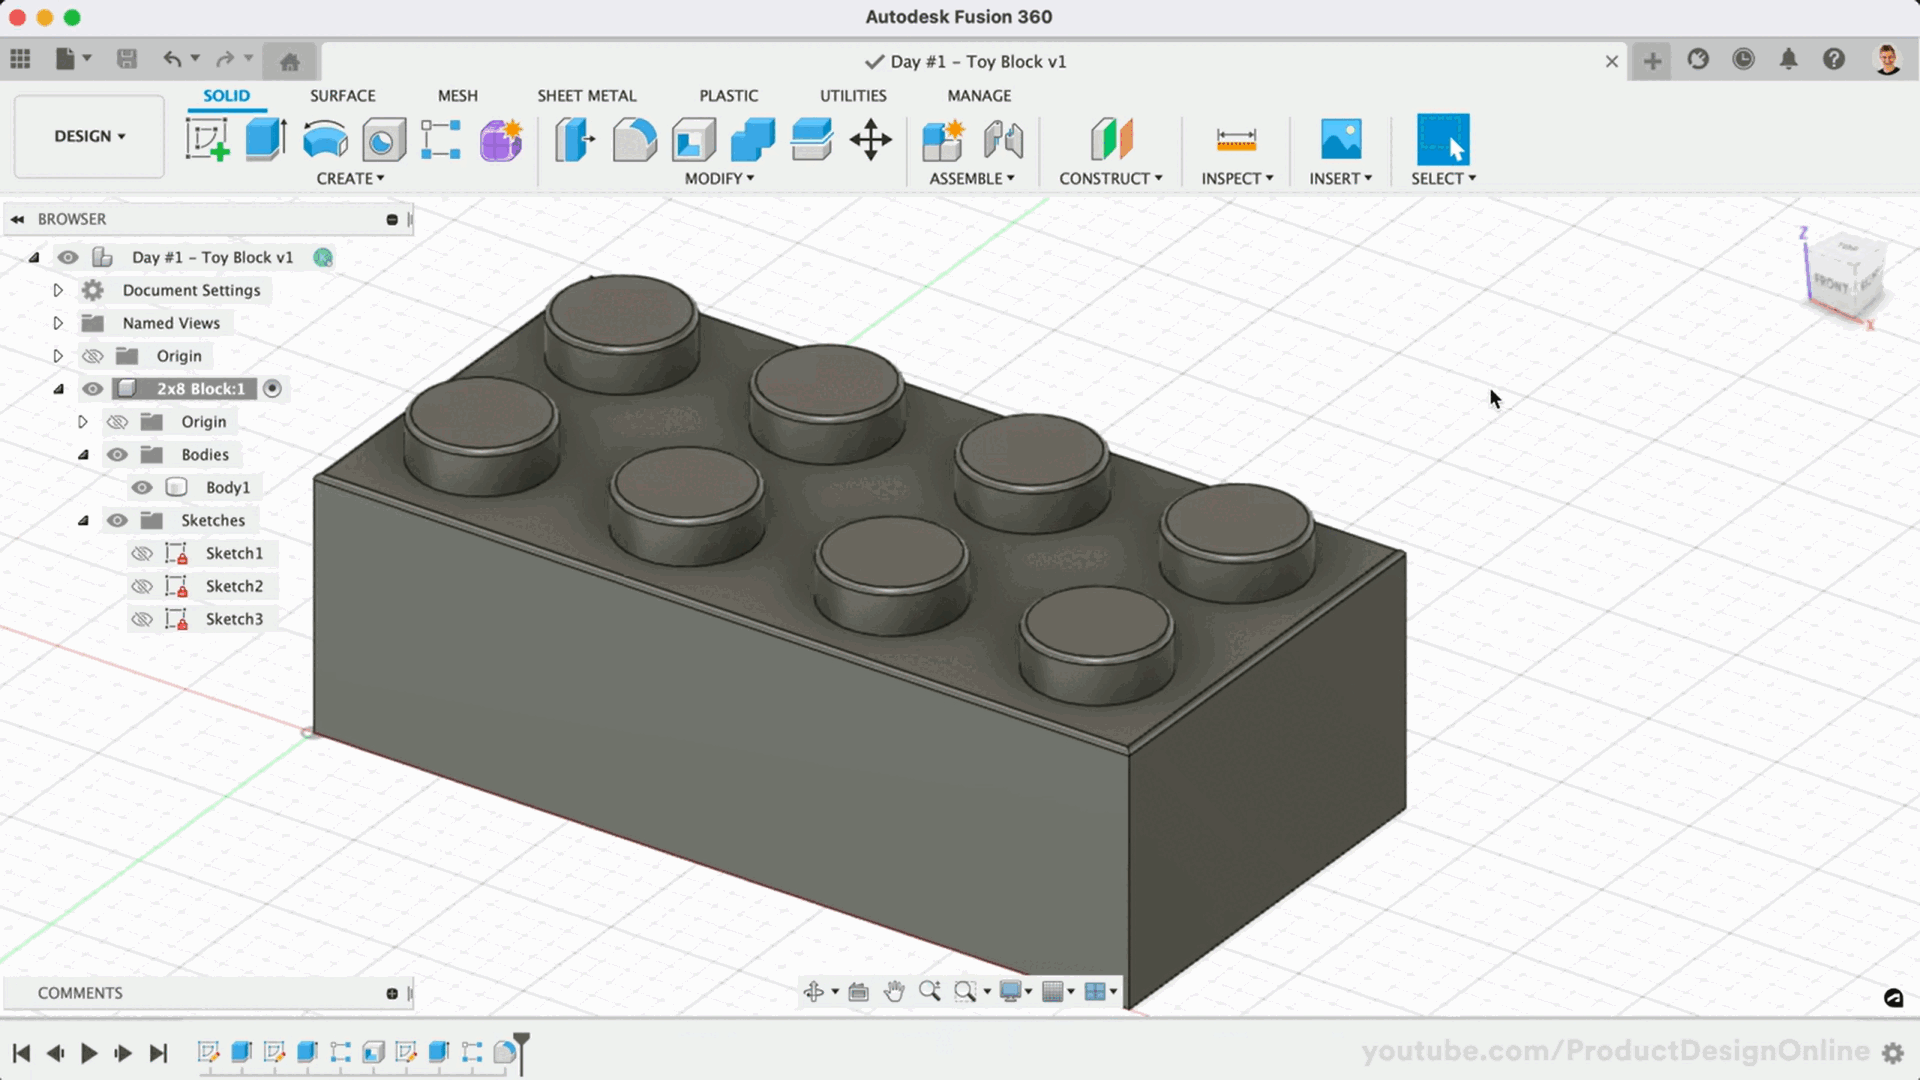 Autodesk Fusion 360
Day #1 – Toy Block v1
SOLID SURFACE MESH SHEET METAL PLASTIC UTILITIES MANAGE
DESIGN
CREATE MODIFY ASSEMBLE CONSTRUCT INSPECT INSERT SELECT
BROWSER
Day #1 – Toy Block v1
Document Settings
Named Views
Origin
2x8 Block:1
Origin
Bodies
Body1
Sketches
Sketch1
Sketch2
Sketch3
Z
FRONT
X
COMMENTS
youtube.com/ProductDesignOnline